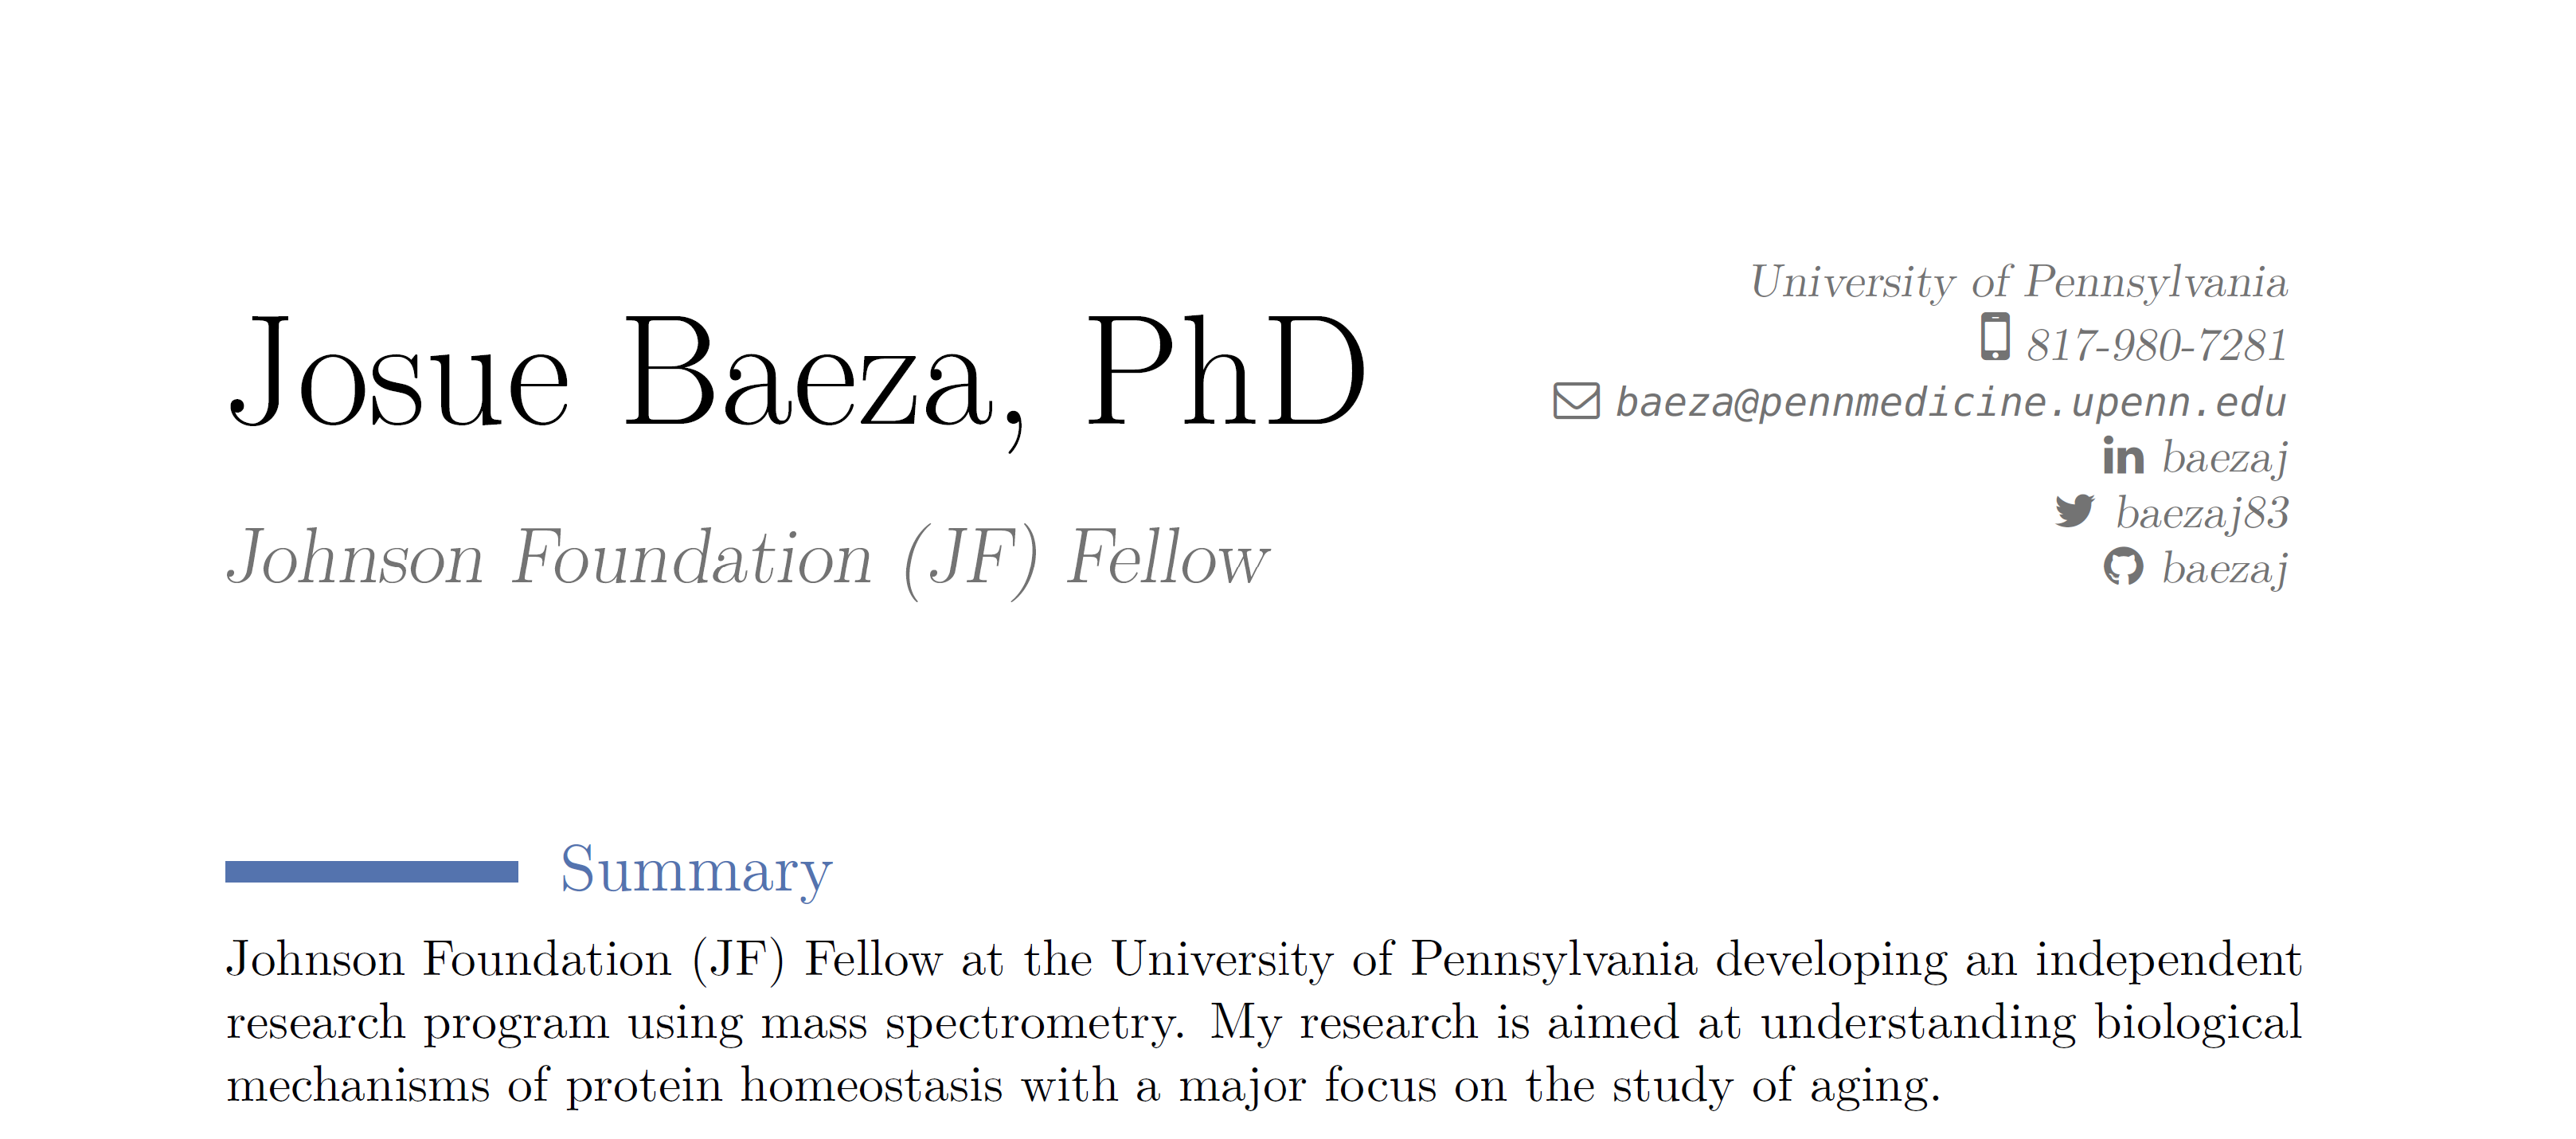 Josue Baeza, PhD
Johnson Foundation (JF) Fellow
University of Pennsylvania
817-980-7281
baeza@pennmedicine.upenn.edu
in baezaj
baezaj83
baezaj
Summary
Johnson Foundation (JF) Fellow at the University of Pennsylvania developing an independent
research program using mass spectrometry. My research is aimed at understanding biological
mechanisms of protein homeostasis with a major focus on the study of aging.